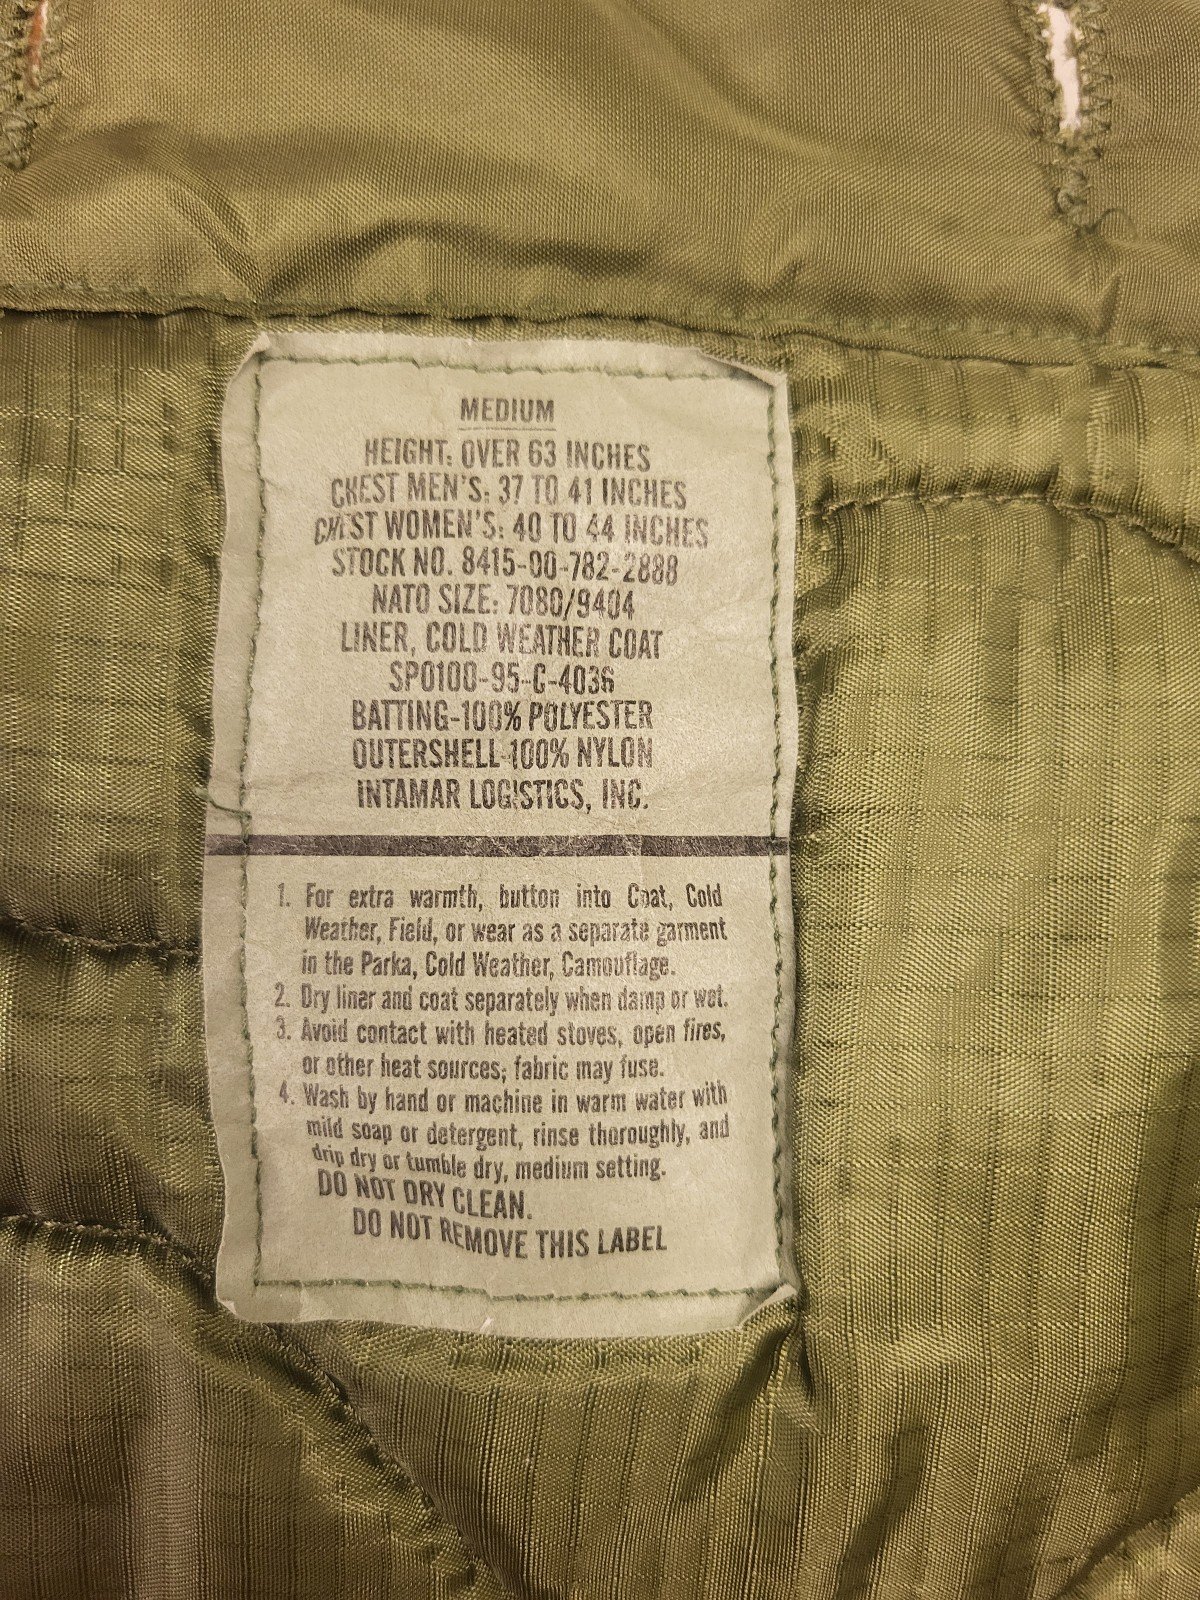 MEDIUM
HEIGHT: OVER 63 INCHES
CHEST MEN'S: 37 TO 41 INCHES
CHEST WOMEN'S: 40 TO 44 INCHES
STOCK NO. 8415-00-782-2888
NATO SIZE: 7080/9404
LINER, COLD WEATHER COAT
SPO100-95-C-4036
BATTING-100% POLYESTER
OUTERSHELL-100% NYLON
INTAMAR LOGISTICS, INC.
1. For extra warmth, button into Coat, Cold
Weather, Field, or wear as a separate garment
in the Parka, Cold Weather, Camouflage.
2. Dry liner and coat separately when damp or wet.
3. Avoid contact with heated stoves, open fires,
or other heat sources; fabric may fuse.
4. Wash by hand or machine in warm water with
mild soap or detergent, rinse thoroughly, and
drip dry or tumble dry, medium setting.
DO NOT DRY CLEAN.
DO NOT REMOVE THIS LABEL